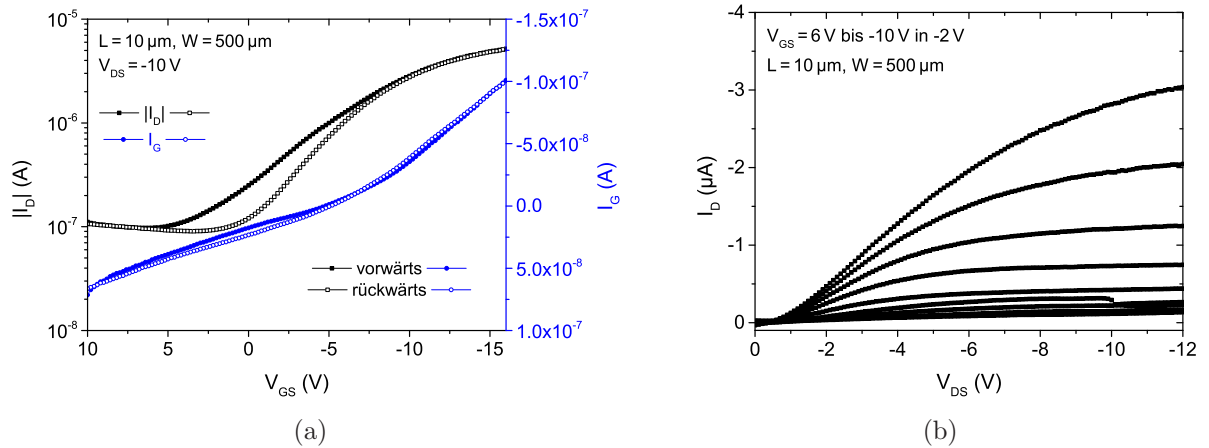 10^-5
10^-6
10^-7
10^-8
|I_D| (A)
L = 10 µm, W = 500 µm
V_DS = -10 V
|I_D|
I_G
vorwärts
rückwärts
10 5 0 -5 -10 -15
V_GS (V)
-1.5x10^-7
-1.0x10^-7
-5.0x10^-8
0.0
5.0x10^-8
1.0x10^-7
I_G (A)
(a)
-4
-3
-2
-1
0
I_D (µA)
V_GS = 6 V bis -10 V in -2 V
L = 10 µm, W = 500 µm
0 -2 -4 -6 -8 -10 -12
V_DS (V)
(b)